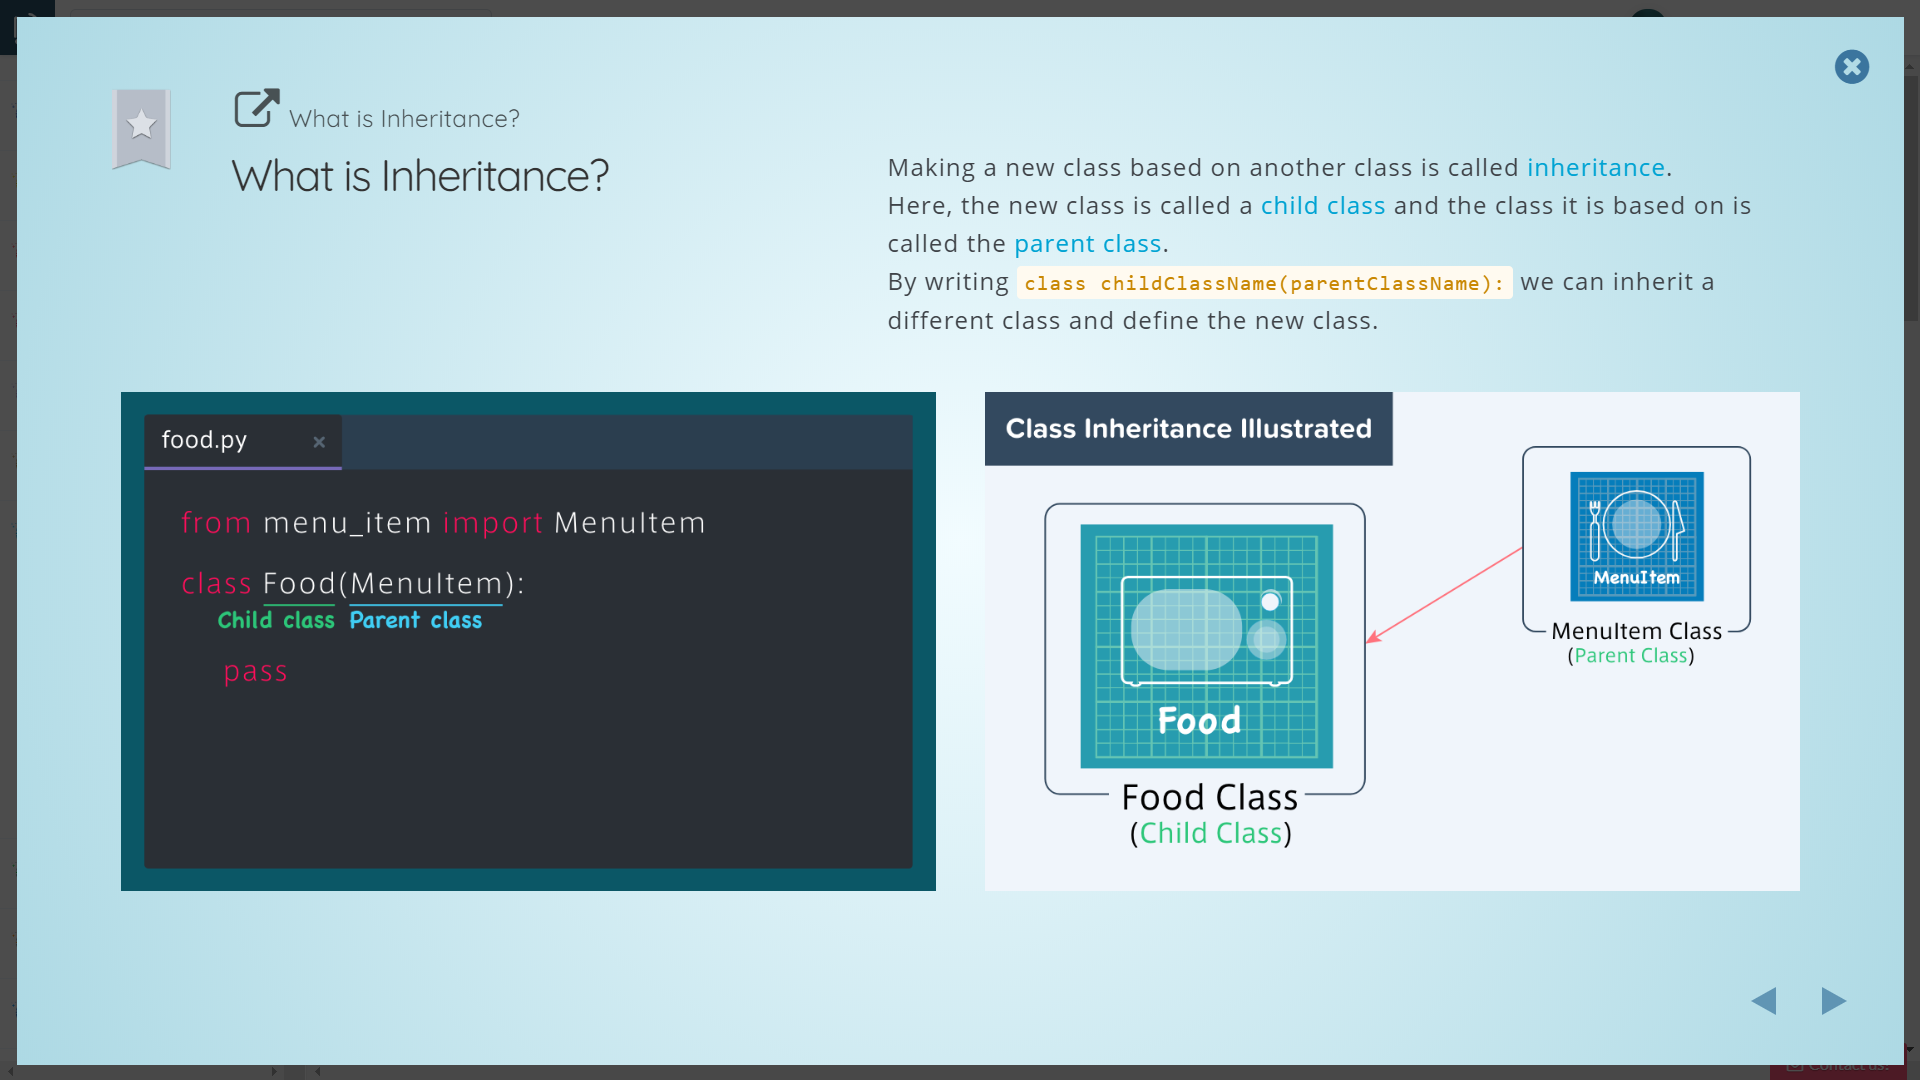 What is Inheritance?
What is Inheritance?
Making a new class based on another class is called inheritance.
Here, the new class is called a child class and the class it is based on is
called the parent class.
By writing class childClassName(parentClassName): we can inherit a
different class and define the new class.
food.py ×
from menu_item import MenuItem
class Food(MenuItem):
Child class Parent class
pass
Class Inheritance Illustrated
MenuItem
MenuItem Class
(Parent Class)
Food
Food Class
(Child Class)
Contact us!